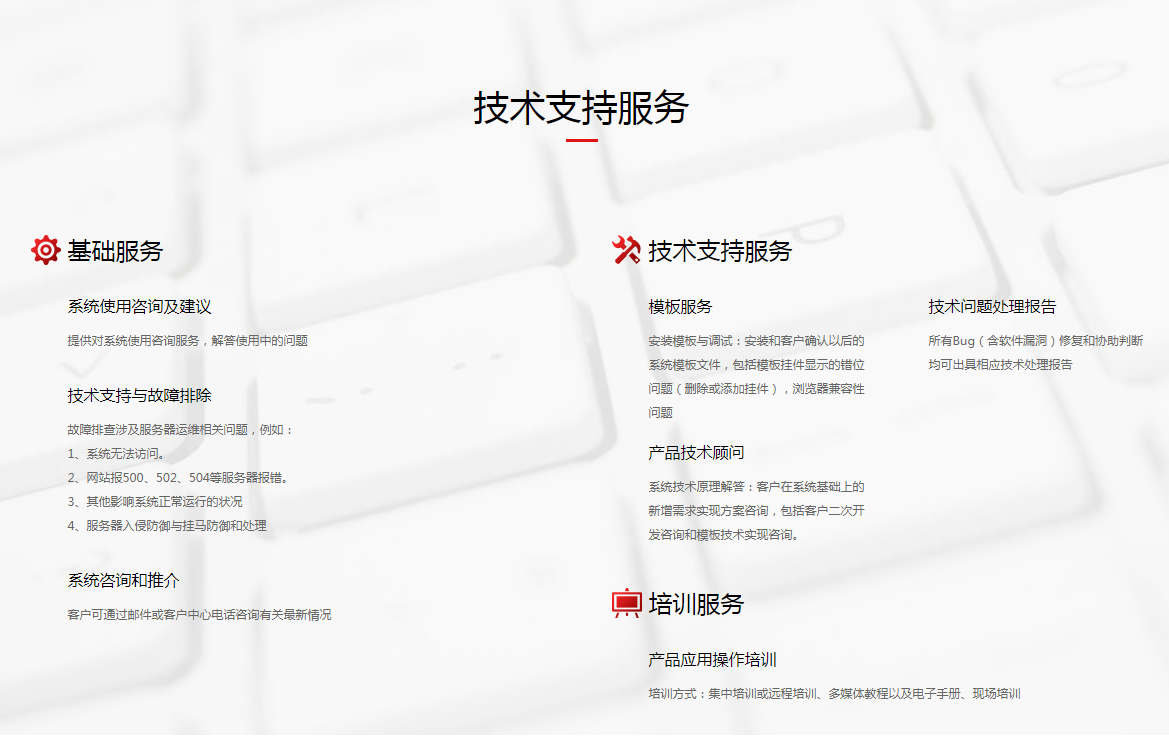 技术支持服务
基础服务
系统使用咨询及建议
提供对系统使用咨询服务，解答使用中的问题
技术支持与故障排除
故障排查涉及服务器运维相关问题，例如：
1、系统无法访问。
2、网站报500、502、504等服务器报错。
3、其他影响系统正常运行的状况
4、服务器入侵防御与挂马防御和处理
系统咨询和推介
客户可通过邮件或客户中心电话咨询有关最新情况
技术支持服务
模板服务
安装模板与调试：安装和客户确认以后的
系统模板文件，包括模板挂件显示的错位
问题（删除或添加挂件），浏览器兼容性
问题
产品技术顾问
系统技术原理解答：客户在系统基础上的
新增需求实现方案咨询，包括客户二次开
发咨询和模板技术实现咨询。
技术问题处理报告
所有Bug（含软件漏洞）修复和协助判断
均可出具相应技术处理报告
培训服务
产品应用操作培训
培训方式：集中培训或远程培训、多媒体教程以及电子手册、现场培训